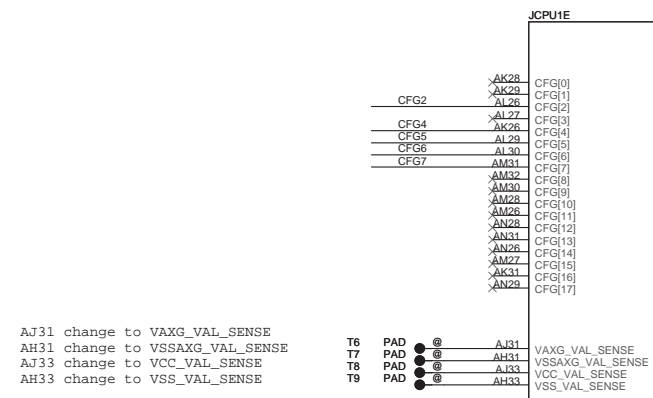 JCPU1E
AK28 CFG[0]
AK29 CFG[1]
CFG2 AL26 CFG[2]
AL27 CFG[3]
CFG4 AK26 CFG[4]
CFG5 AL29 CFG[5]
CFG6 AL30 CFG[6]
CFG7 AM31 CFG[7]
AM32 CFG[8]
AM30 CFG[9]
AM28 CFG[10]
AM26 CFG[11]
AN28 CFG[12]
AN31 CFG[13]
AN26 CFG[14]
AM27 CFG[15]
AK31 CFG[16]
AN29 CFG[17]
AJ31 change to VAXG_VAL_SENSE
AH31 change to VSSAXG_VAL_SENSE
AJ33 change to VCC_VAL_SENSE
AH33 change to VSS_VAL_SENSE
T6 PAD @ AJ31 VAXG_VAL_SENSE
T7 PAD @ AH31 VSSAXG_VAL_SENSE
T8 PAD @ AJ33 VCC_VAL_SENSE
T9 PAD @ AH33 VSS_VAL_SENSE